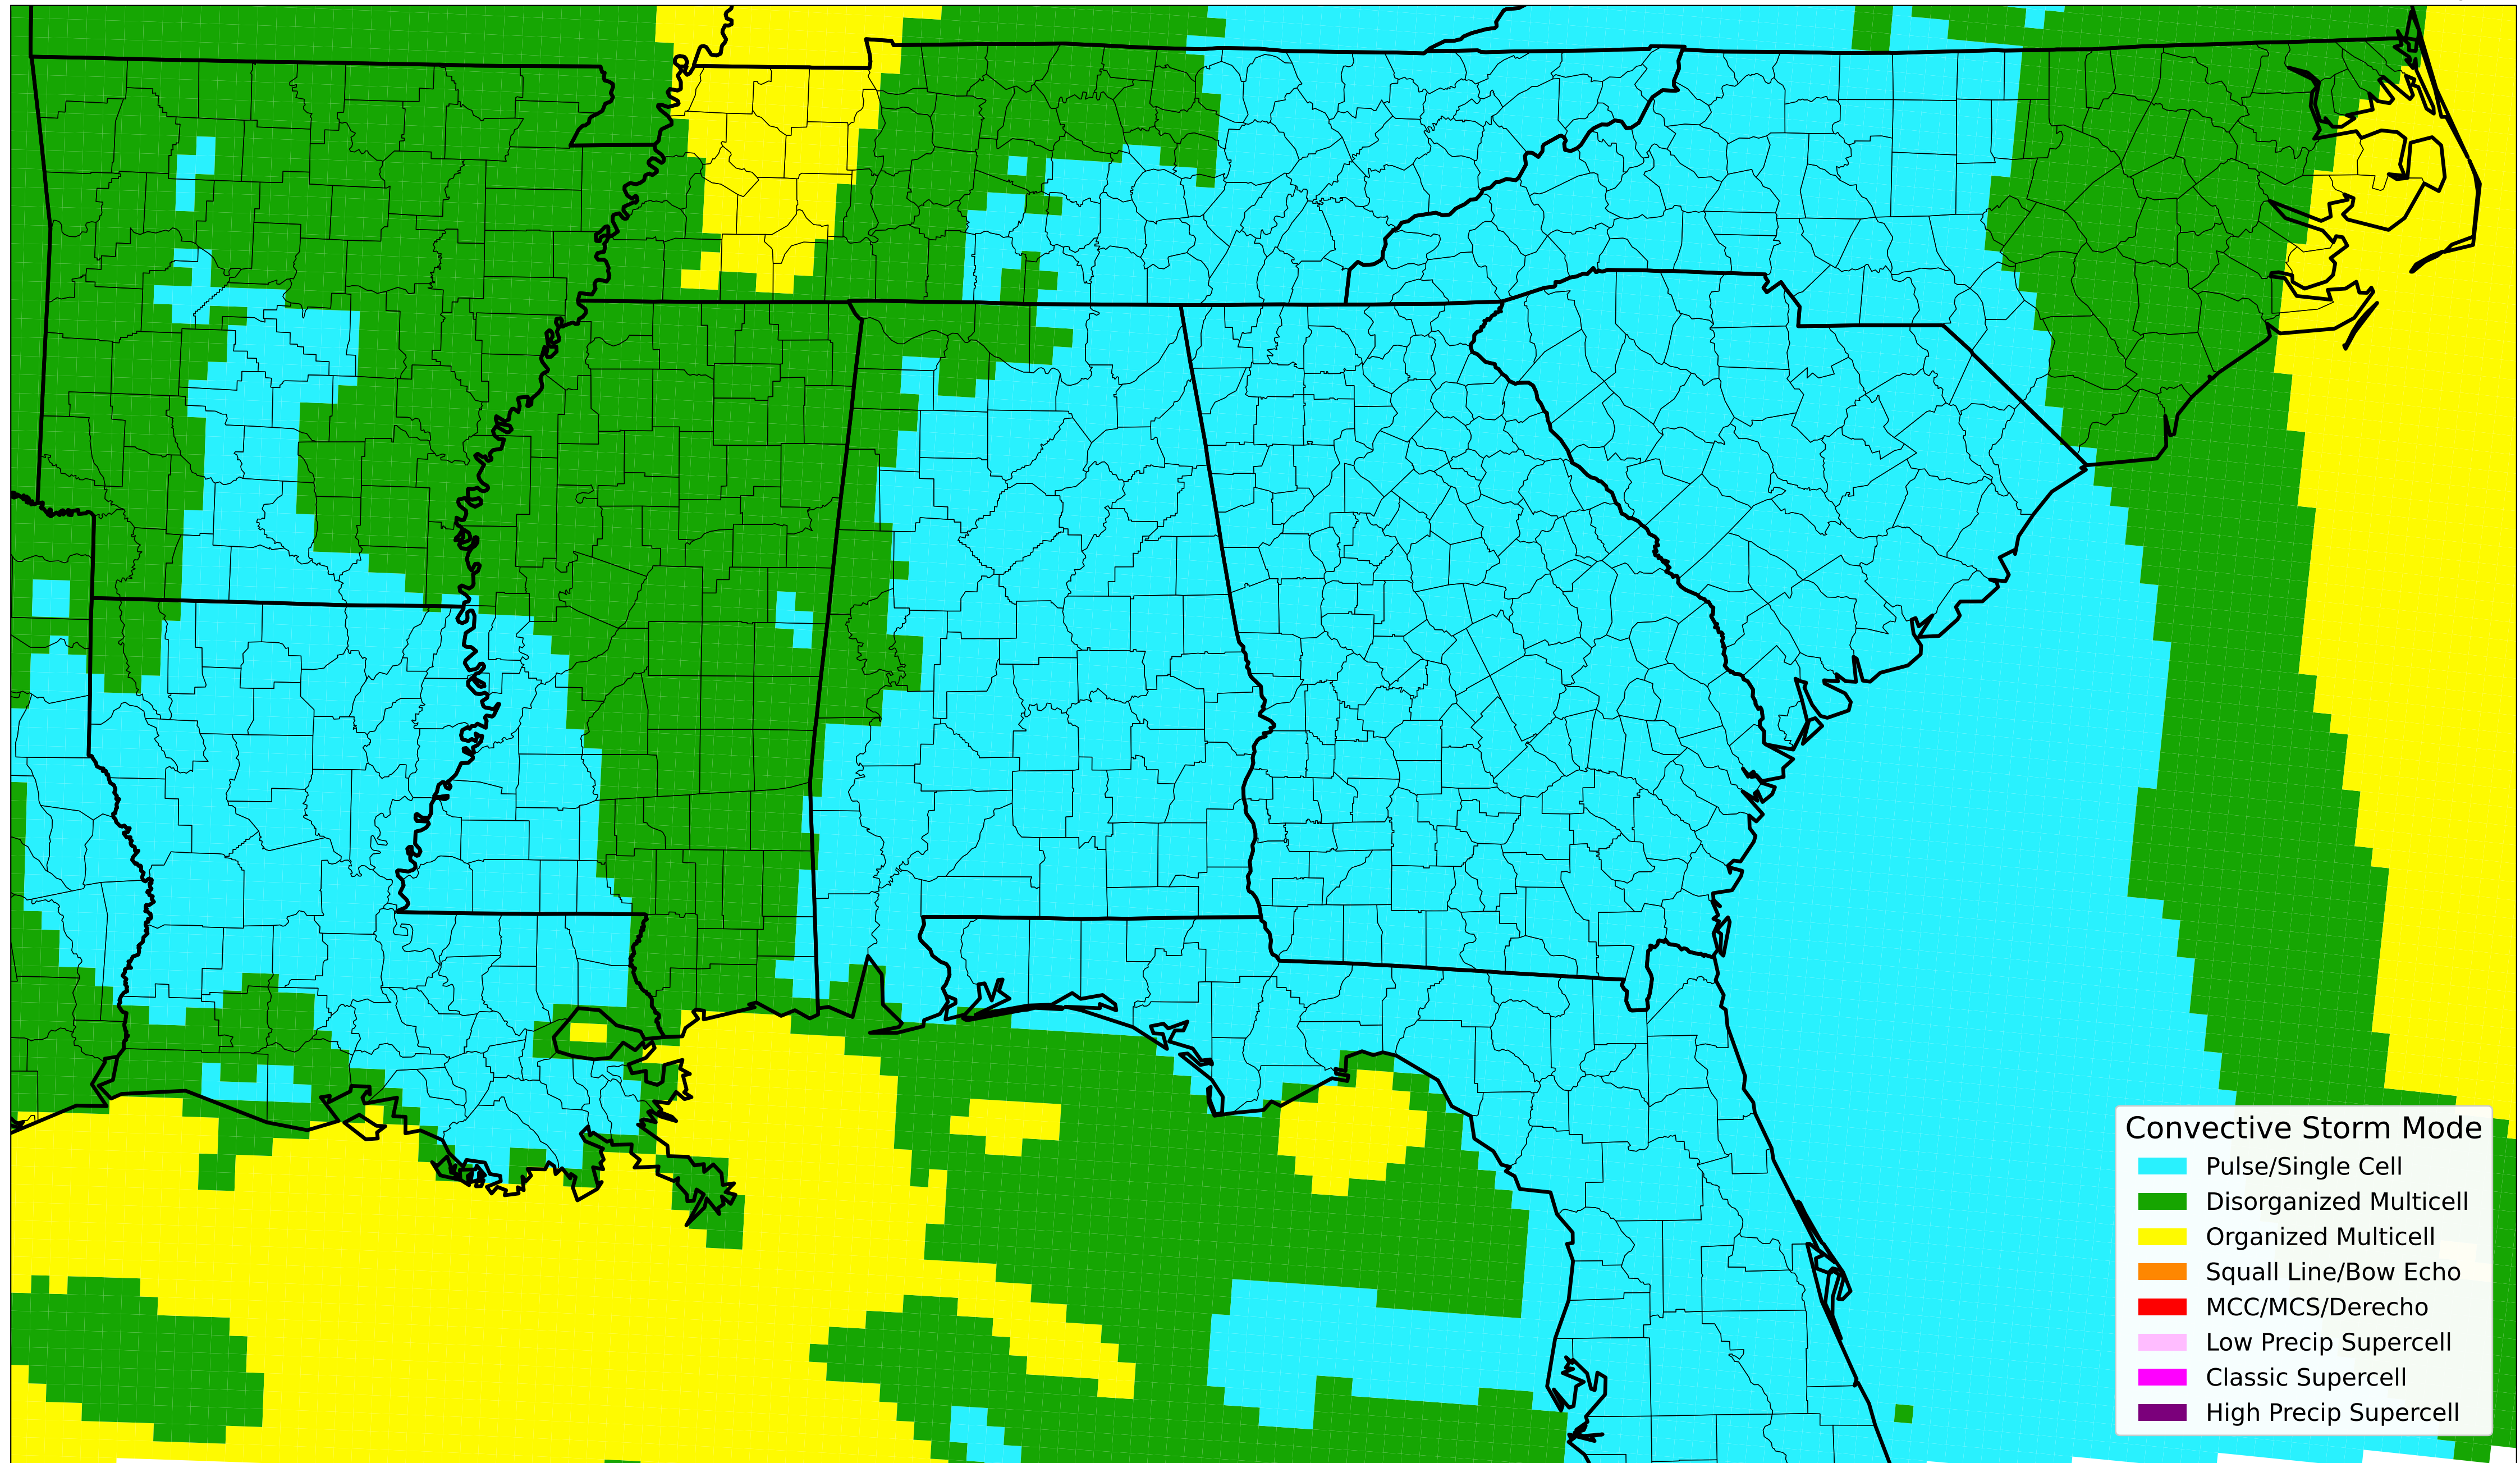 Convective Storm Mode
Pulse/Single Cell
Disorganized Multicell
Organized Multicell
Squall Line/Bow Echo
MCC/MCS/Derecho
Low Precip Supercell
Classic Supercell
High Precip Supercell